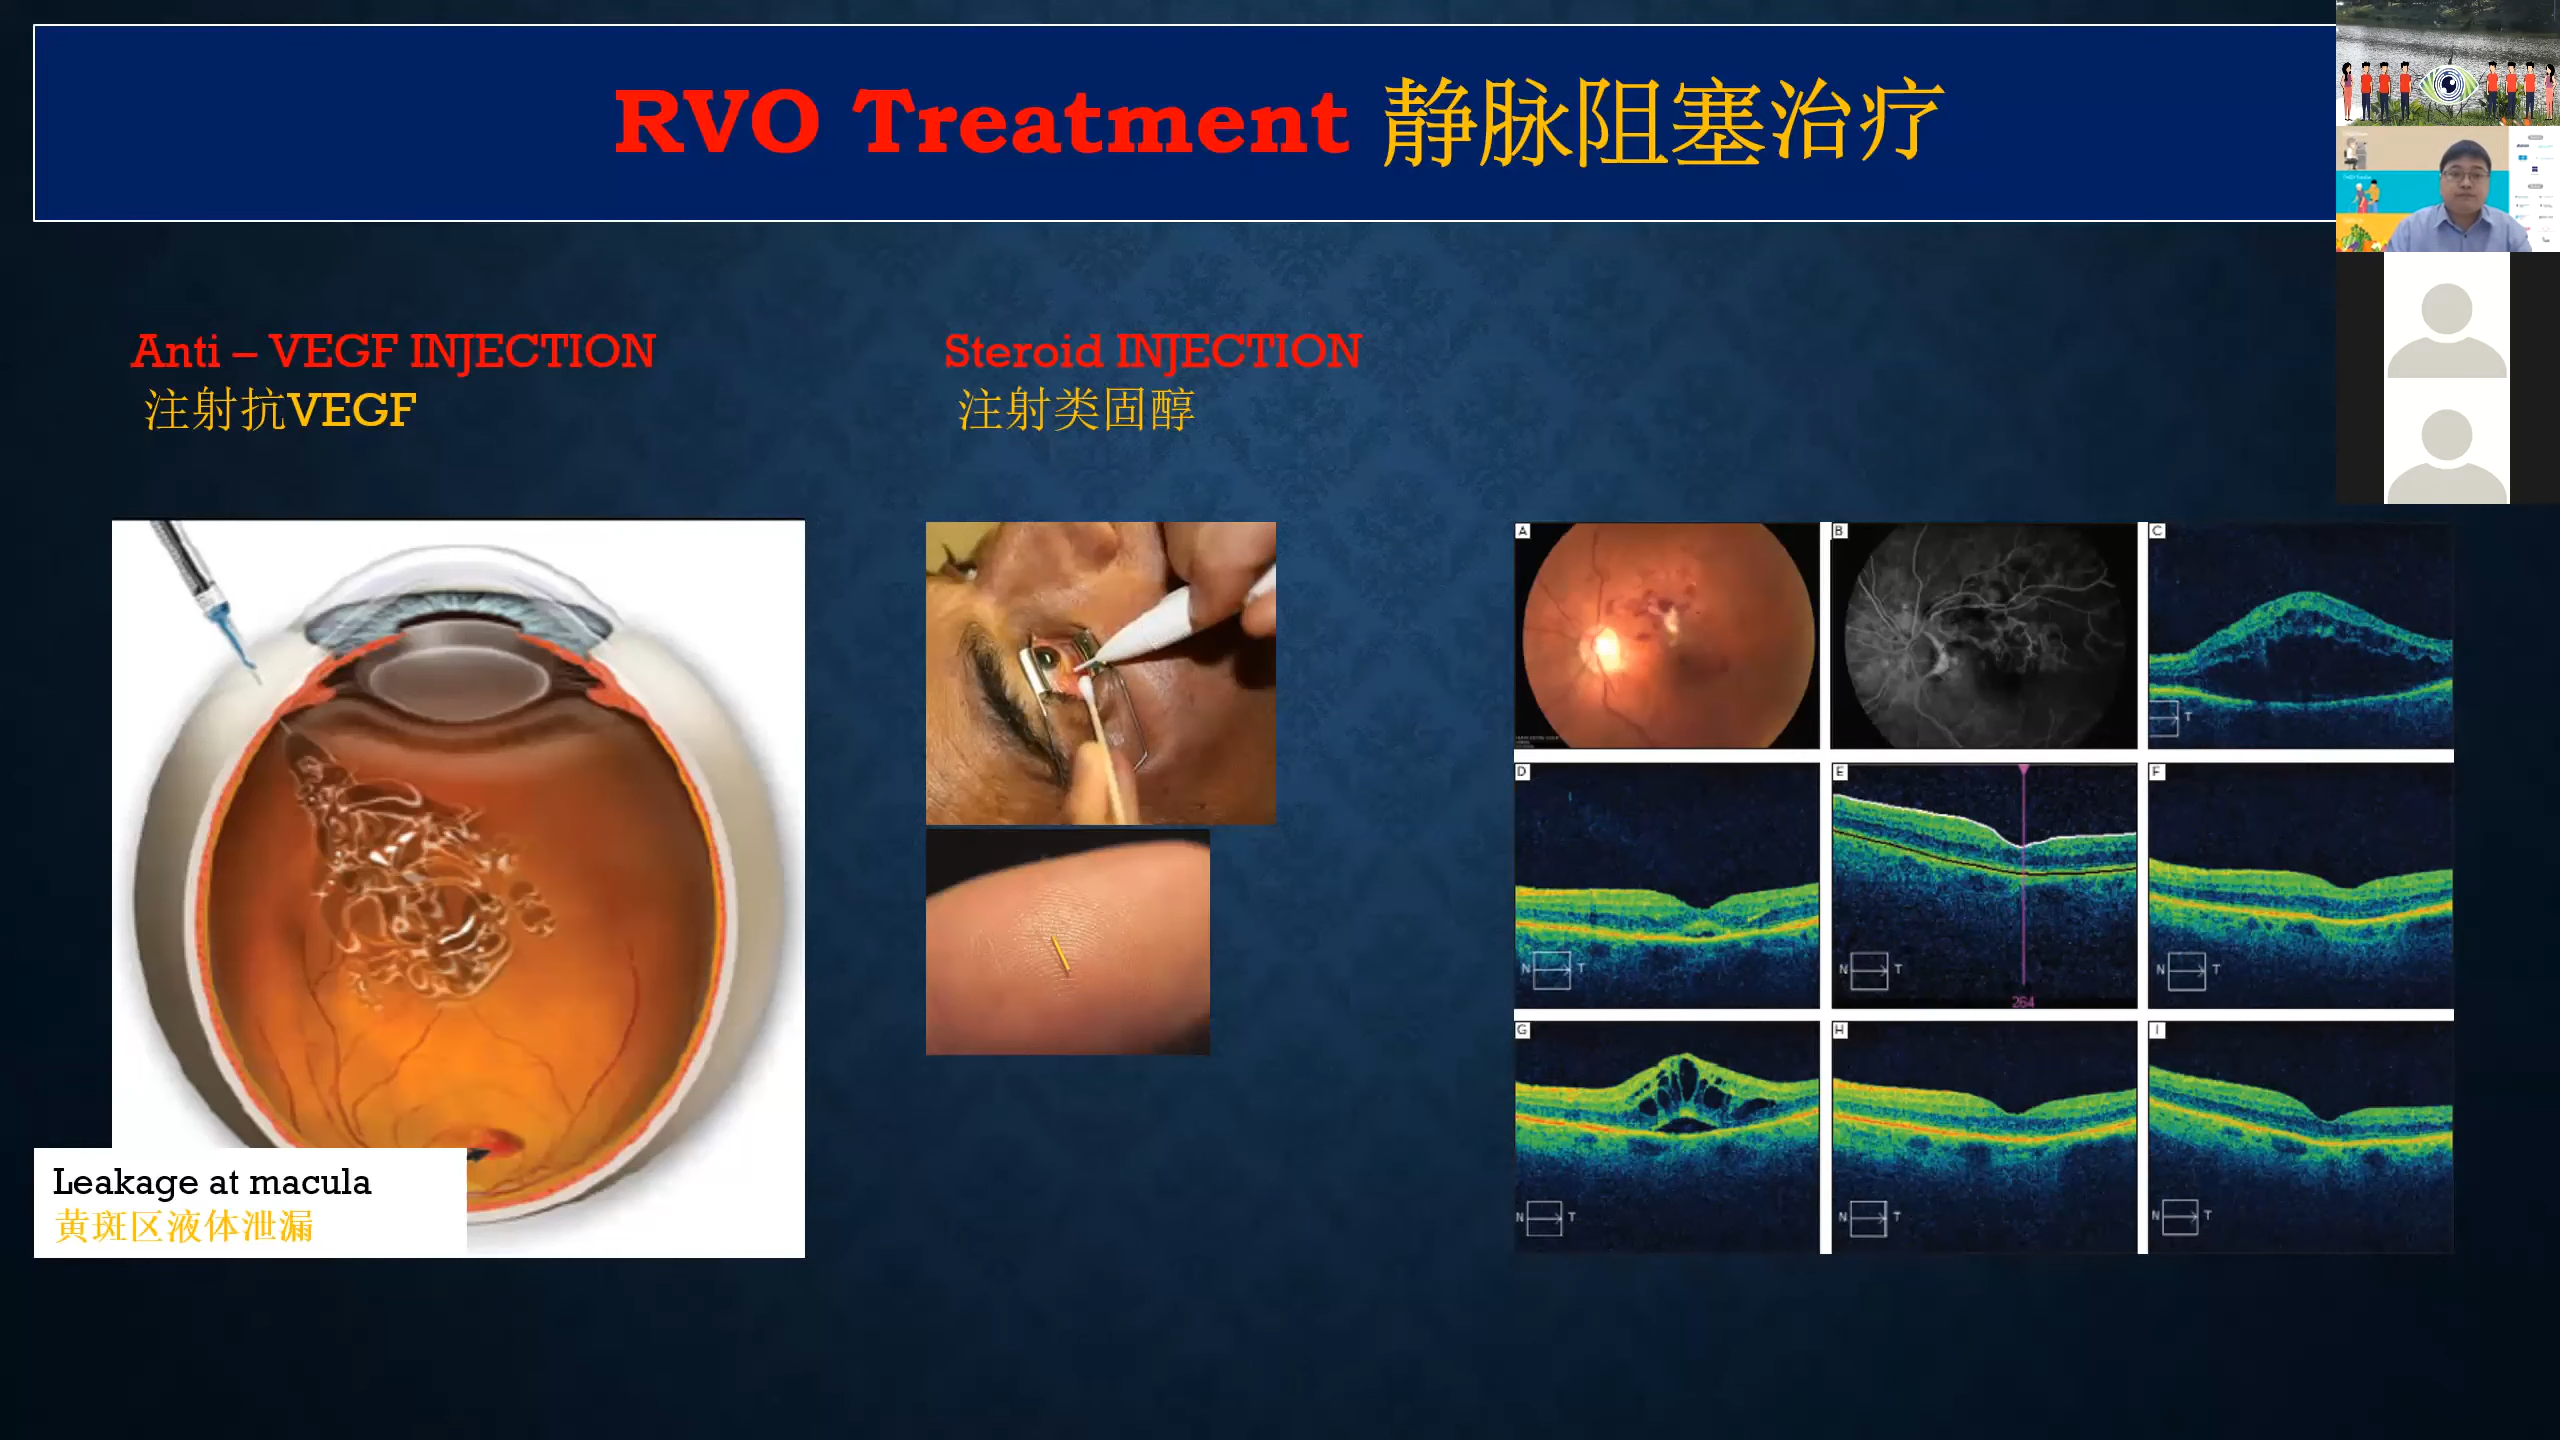 RVO Treatment 静脉阻塞治疗
Anti – VEGF INJECTION
注射抗VEGF
Steroid INJECTION
注射类固醇
Leakage at macula
黄斑区液体泄漏
A
B
C
T
D
E
F
N T
N T
N T
264
G
H
I
N T
N T
N T